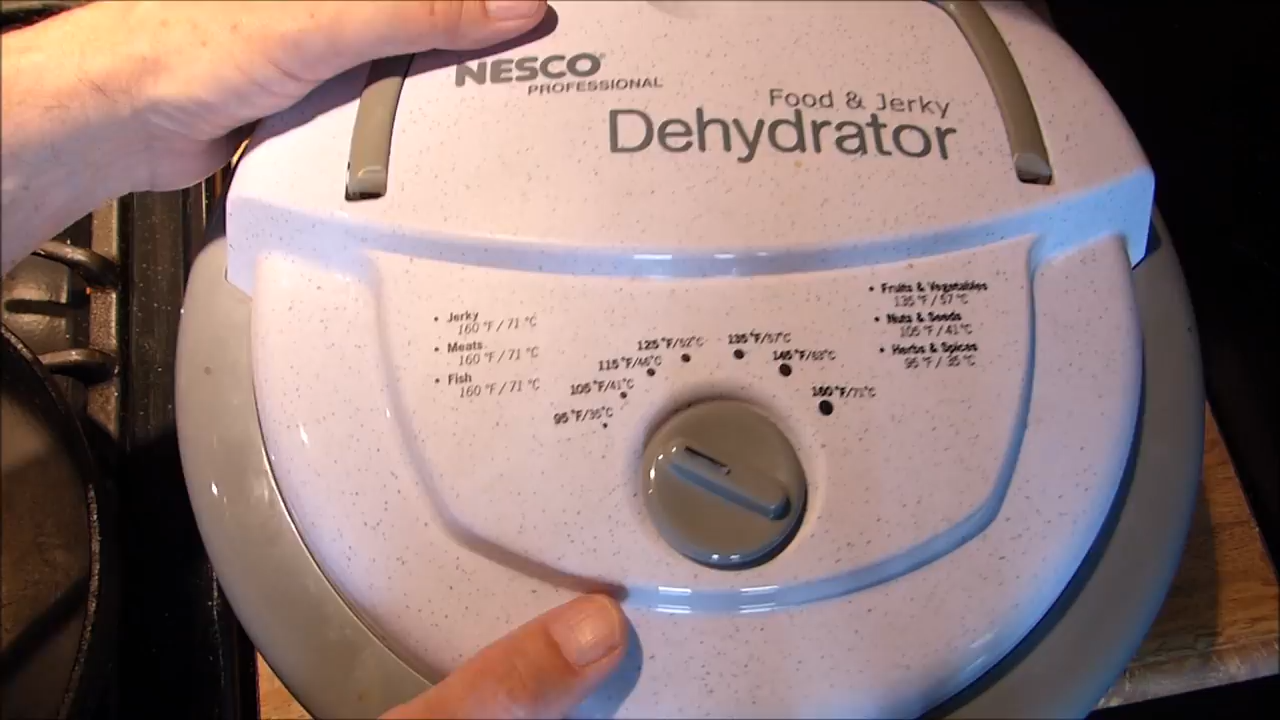 NESCO®
PROFESSIONAL
Food & Jerky
Dehydrator
• Jerky
160 °F / 71 °C
• Meats
160 °F / 71 °C
• Fish
160 °F / 71 °C
95 °F/35°C
105 °F/41°C
115 °F/46°C
125 °F/52°C
135 °F/57°C
145 °F/63°C
160 °F/71°C
• Fruits & Vegetables
135 °F / 57 °C
• Nuts & Seeds
105 °F / 41°C
• Herbs & Spices
95 °F / 35 °C